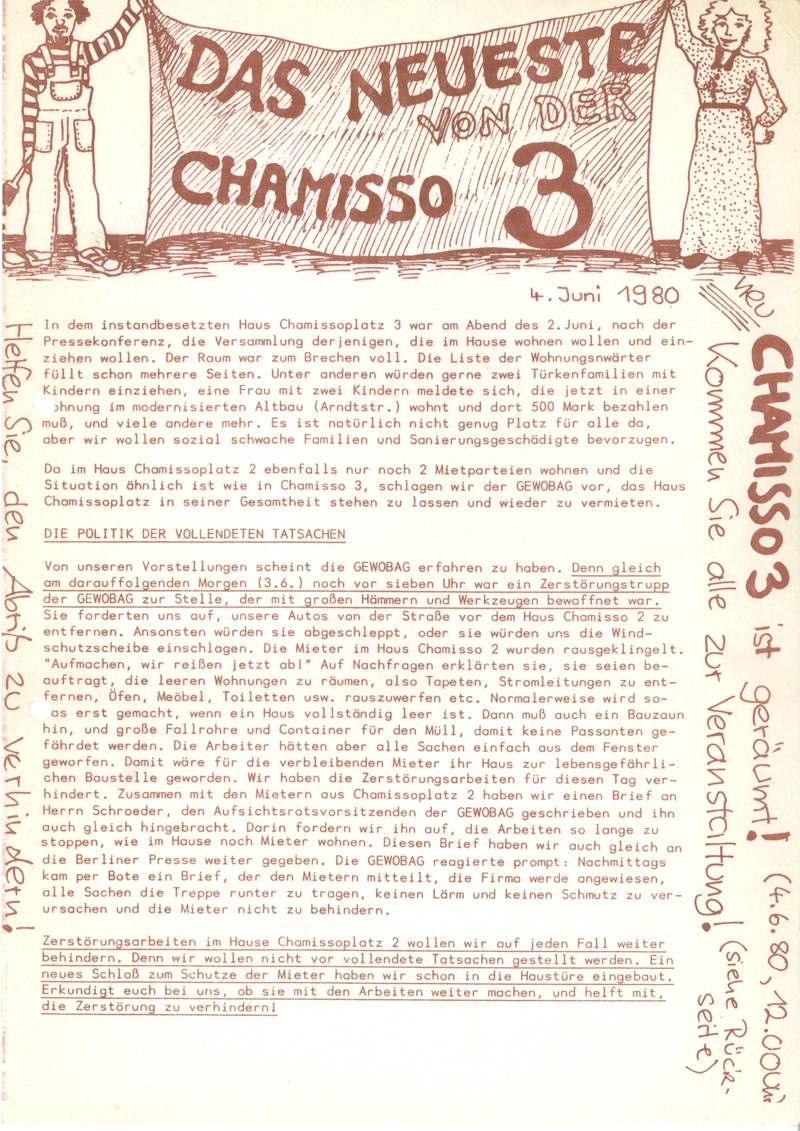 DAS NEUESTE
VON DER
CHAMISSO 3
4. Juni 1980
In dem instandbesetzten Haus Chamissoplatz 3 war am Abend des 2.Juni, nach der
Pressekonferenz, die Versammlung derjenigen, die im Hause wohnen wollen und ein-
ziehen wollen. Der Raum war zum Brechen voll. Die Liste der Wohnungsnwärter
füllt schon mehrere Seiten. Unter anderen würden gerne zwei Türkenfamilien mit
Kindern einziehen, eine Frau mit zwei Kindern meldete sich, die jetzt in einer
ohnung im modernisierten Altbau (Arndtstr.) wohnt und dort 500 Mark bezahlen
muß, und viele andere mehr. Es ist natürlich nicht genug Platz für alle da,
aber wir wollen sozial schwache Familien und Sanierungsgeschädigte bevorzugen.
Da im Haus Chamissoplatz 2 ebenfalls nur noch 2 Mietparteien wohnen und die
Situation ähnlich ist wie in Chamisso 3, schlagen wir der GEWOBAG vor, das Haus
Chamissoplatz in seiner Gesamtheit stehen zu lassen und wieder zu vermieten.
DIE POLITIK DER VOLLENDETEN TATSACHEN
Von unseren Vorstellungen scheint die GEWOBAG erfahren zu haben. Denn gleich
am darauffolgenden Morgen (3.6.) noch vor sieben Uhr war ein Zerstörungstrupp
der GEWOBAG zur Stelle, der mit großen Hämmern und Werkzeugen bewaffnet war.
Sie forderten uns auf, unsere Autos von der Straße vor dem Haus Chamisso 2 zu
entfernen. Ansonsten würden sie abgeschleppt, oder sie würden uns die Wind-
schutzscheibe einschlagen. Die Mieter im Haus Chamisso 2 wurden rausgeklingelt.
"Aufmachen, wir reißen jetzt ab!" Auf Nachfragen erklärten sie, sie seien be-
auftragt, die leeren Wohnungen zu räumen, also Tapeten, Stromleitungen zu ent-
fernen, Öfen, Meöbel, Toiletten usw. rauszuwerfen etc. Normalerweise wird so-
as erst gemacht, wenn ein Haus vollständig leer ist. Dann muß auch ein Bauzaun
hin, und große Fallrohre und Container für den Müll, damit keine Passanten ge-
fährdet werden. Die Arbeiter hätten aber alle Sachen einfach aus dem Fenster
geworfen. Damit wäre für die verbleibenden Mieter ihr Haus zur lebensgefährli-
chen Baustelle geworden. Wir haben die Zerstörungsarbeiten für diesen Tag ver-
hindert. Zusammen mit den Mietern aus Chamissoplatz 2 haben wir einen Brief an
Herrn Schroeder, den Aufsichtsratsvorsitzenden der GEWOBAG geschrieben und ihn
auch gleich hingebracht. Darin fordern wir ihn auf, die Arbeiten so lange zu
stoppen, wie im Hause noch Mieter wohnen. Diesen Brief haben wir auch gleich an
die Berliner Presse weiter gegeben. Die GEWOBAG reagierte prompt: Nachmittags
kam per Bote ein Brief, der den Mietern mitteilt, die Firma werde angewiesen,
alle Sachen die Treppe runter zu tragen, keinen Lärm und keinen Schmutz zu ver-
ursachen und die Mieter nicht zu behindern.
Zerstörungsarbeiten im Hause Chamissoplatz 2 wollen wir auf jeden Fall weiter
behindern. Denn wir wollen nicht vor vollendete Tatsachen gestellt werden. Ein
neues Schloß zum Schutze der Mieter haben wir schon in die Haustüre eingebaut.
Erkundigt euch bei uns, ob sie mit den Arbeiten weiter machen, und helft mit,
die Zerstörung zu verhindern!
Helfen Sie, den Abriß zu verhindern!
neu
CHAMISSO 3 ist geräumt! (4.6.80, 12.00 Uhr
Kommmen Sie alle zur Veranstaltung! (siehe Rück-
seite)